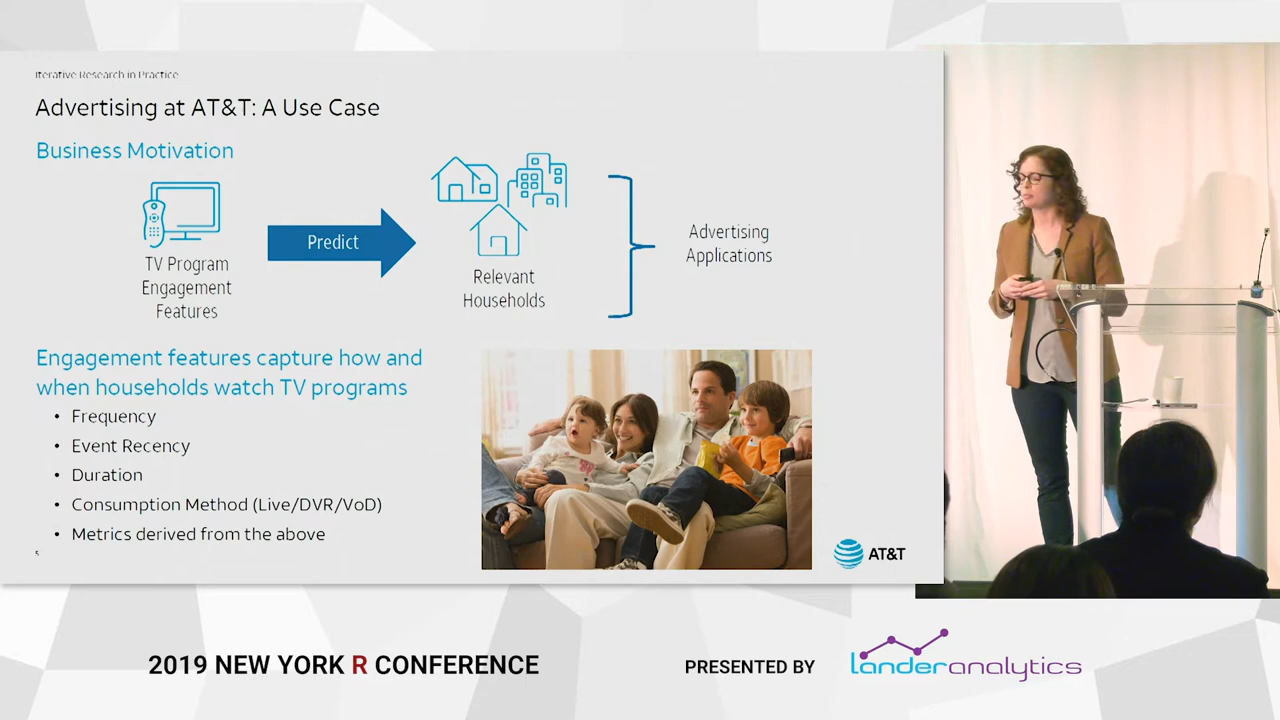 Iterative Research in Practice
Advertising at AT&T: A Use Case
Business Motivation
TV Program
Engagement
Features
Predict
Relevant
Households
Advertising
Applications
Engagement features capture how and
when households watch TV programs
• Frequency
• Event Recency
• Duration
• Consumption Method (Live/DVR/VoD)
• Metrics derived from the above
5
AT&T
2019 NEW YORK R CONFERENCE
PRESENTED BY
landeranalytics